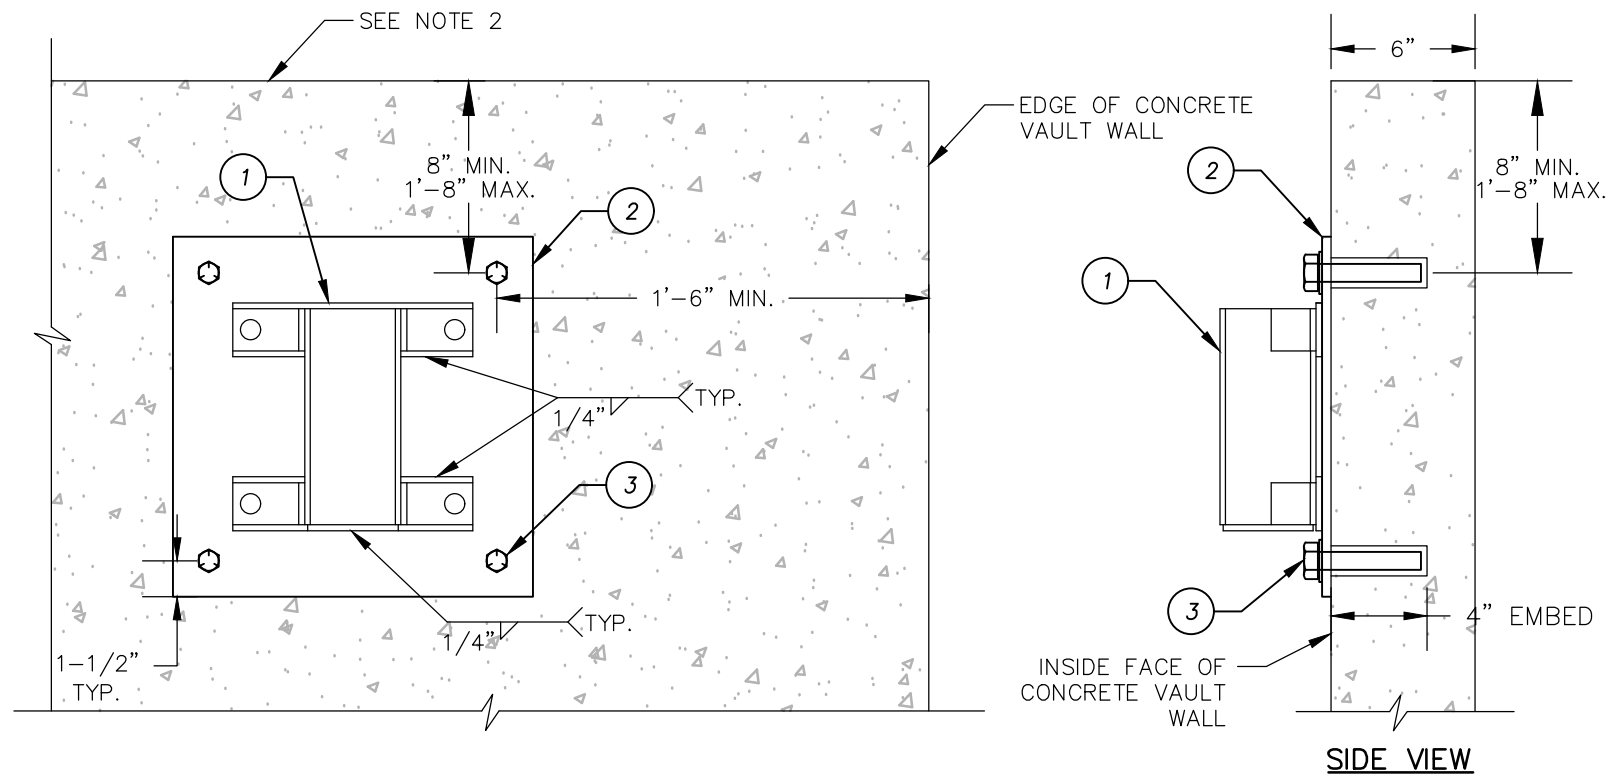 SEE NOTE 2
8" MIN.
1'-8" MAX.
1
2
1'-6" MIN.
EDGE OF CONCRETE
VAULT WALL
1/4"
TYP.
3
1/4"
TYP.
1-1/2"
TYP.
6"
2
8" MIN.
1'-8" MAX.
1
3
4" EMBED
INSIDE FACE OF
CONCRETE VAULT
WALL
SIDE VIEW